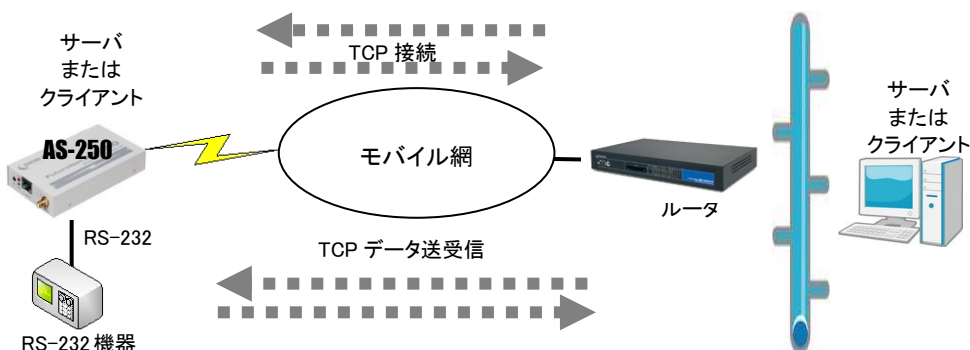 サーバ
または
クライアント
TCP 接続
AS-250
モバイル網
ルータ
サーバ
または
クライアント
RS-232
TCP データ送受信
RS-232 機器